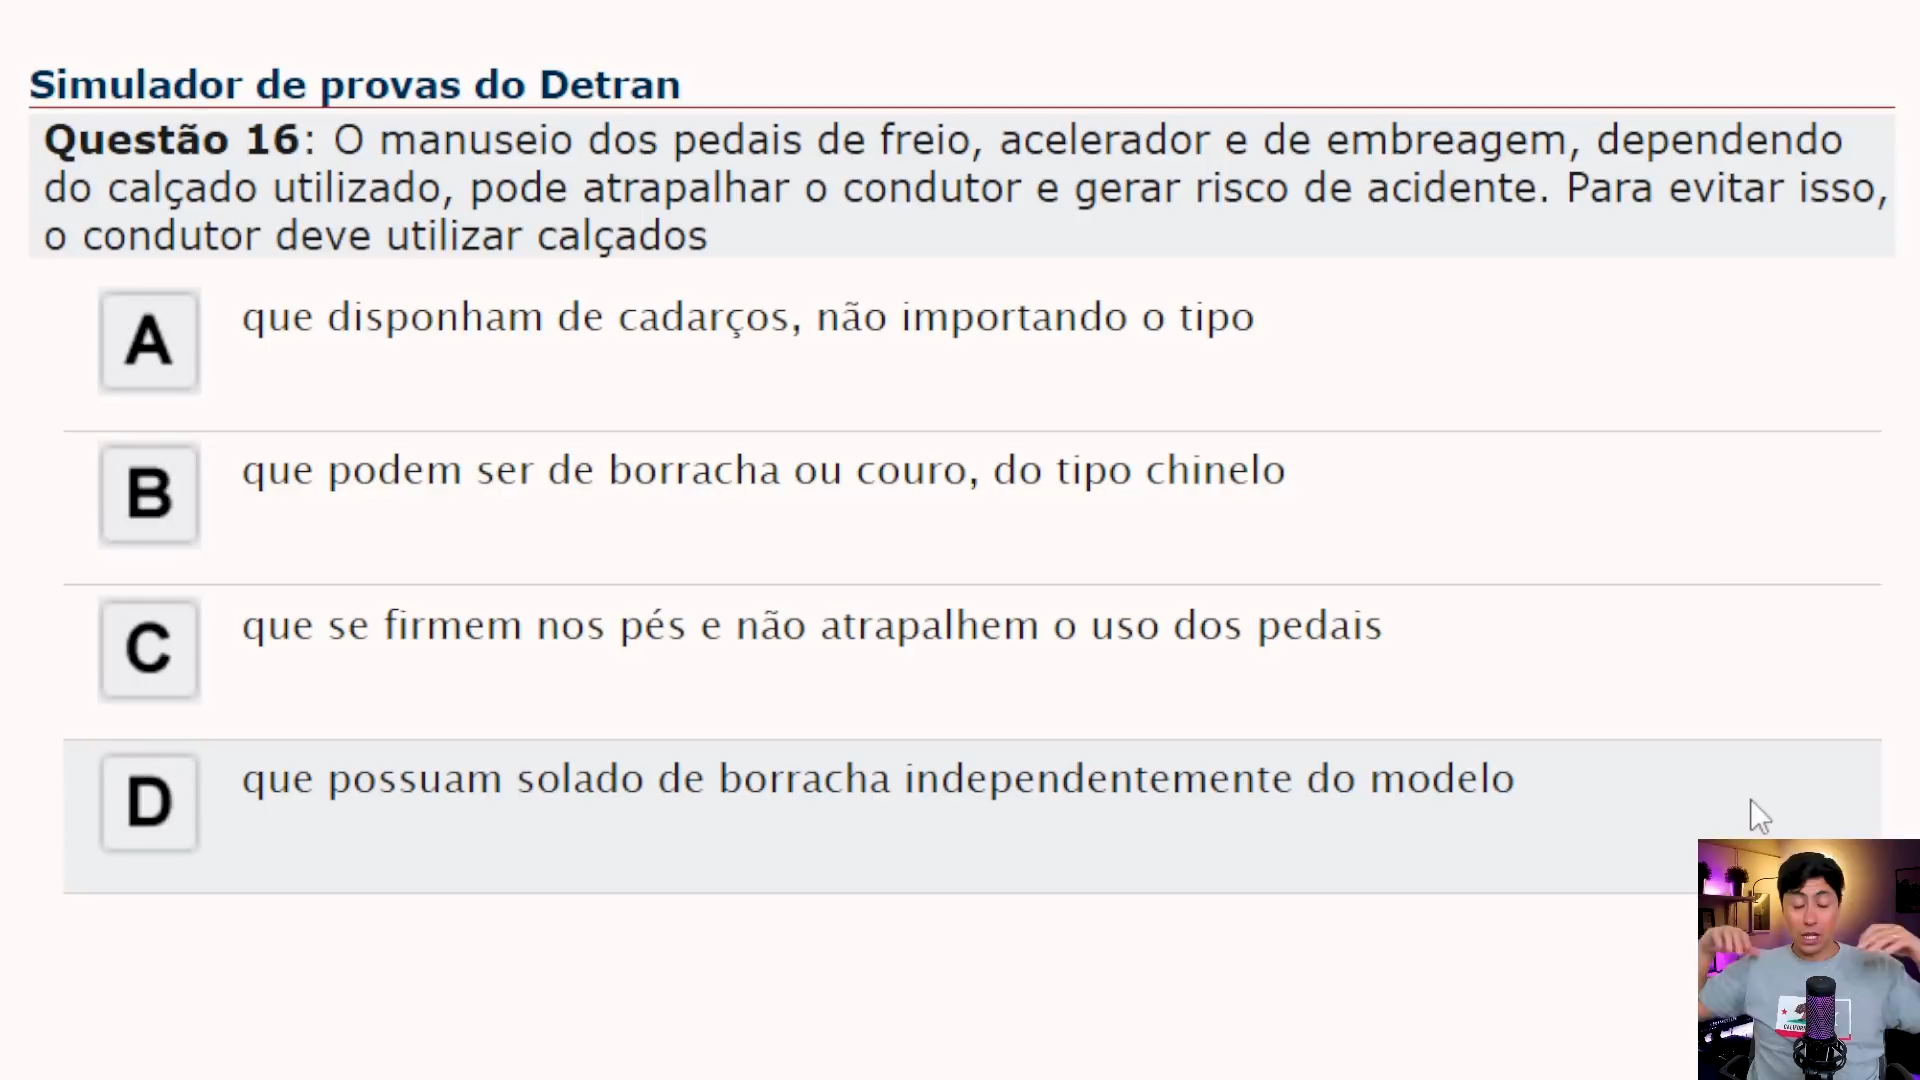 Simulador de provas do Detran
Questão 16: O manuseio dos pedais de freio, acelerador e de embreagem, dependendo
do calçado utilizado, pode atrapalhar o condutor e gerar risco de acidente. Para evitar isso,
o condutor deve utilizar calçados
A que disponham de cadarços, não importando o tipo
B que podem ser de borracha ou couro, do tipo chinelo
C que se firmem nos pés e não atrapalhem o uso dos pedais
D que possuam solado de borracha independentemente do modelo